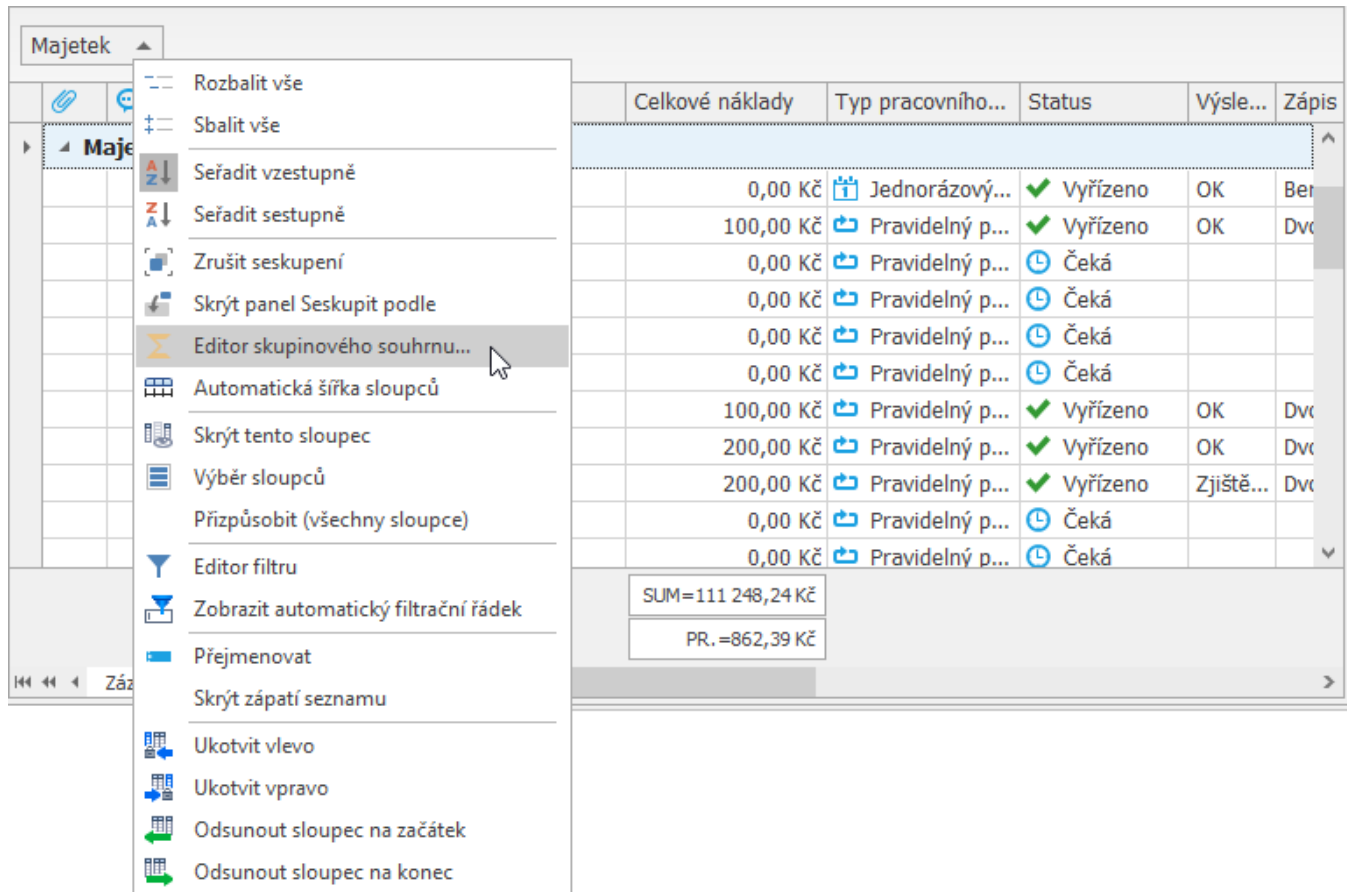 Majetek
Rozbalit vše
Sbalit vše
Seřadit vzestupně
Seřadit sestupně
Zrušit seskupení
Skrýt panel Seskupit podle
Editor skupinového souhrnu...
Automatická šířka sloupců
Skrýt tento sloupec
Výběr sloupců
Přizpůsobit (všechny sloupce)
Editor filtru
Zobrazit automatický filtrační řádek
Přejmenovat
Skrýt zápatí seznamu
Ukotvit vlevo
Ukotvit vpravo
Odsunout sloupec na začátek
Odsunout sloupec na konec
Celkové náklady Typ pracovního... Status Výsle... Zápis
Maje
0,00 Kč Jednorázový... Vyřízeno OK Ber
100,00 Kč Pravidelný p... Vyřízeno OK Dvo
0,00 Kč Pravidelný p... Čeká
0,00 Kč Pravidelný p... Čeká
0,00 Kč Pravidelný p... Čeká
0,00 Kč Pravidelný p... Čeká
100,00 Kč Pravidelný p... Vyřízeno OK Dvo
200,00 Kč Pravidelný p... Vyřízeno OK Dvo
200,00 Kč Pravidelný p... Vyřízeno Zjiště... Dvo
0,00 Kč Pravidelný p... Čeká
0,00 Kč Pravidelný p... Čeká
SUM=111 248,24 Kč
PR.=862,39 Kč
Záz